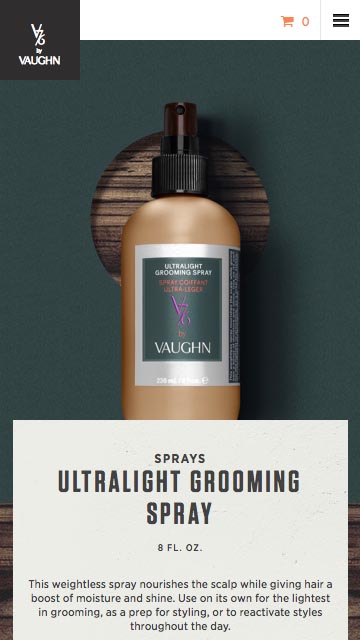 V76
by
VAUGHN
0
ULTRALIGHT
GROOMING SPRAY
SPRAY COIFFANT
ULTRA-LÉGER
V76
by
VAUGHN
SPRAYS
ULTRALIGHT GROOMING
SPRAY
8 FL. OZ.
This weightless spray nourishes the scalp while giving hair a
boost of moisture and shine. Use on its own for the lightest
in grooming, as a prep for styling, or to reactivate styles
throughout the day.